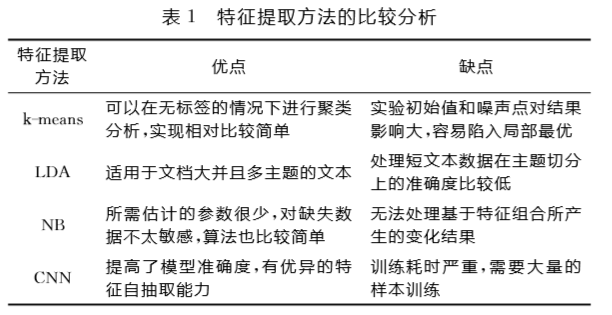 表 1 特征提取方法的比较分析
特征提取
方法
优点
缺点
k-means
可以在无标签的情况下进行聚类
分析,实现相对比较简单
实验初始值和噪声点对结果
影响大,容易陷入局部最优
LDA
适用于文档大并且多主题的文本
处理短文本数据在主题切分
上的准确度比较低
NB
所需估计的参数很少,对缺失数
据不太敏感,算法也比较简单
无法处理基于特征组合所产
生的变化结果
CNN
提高了模型准确度,有优异的特
征自抽取能力
训练耗时严重,需要大量的
样本训练